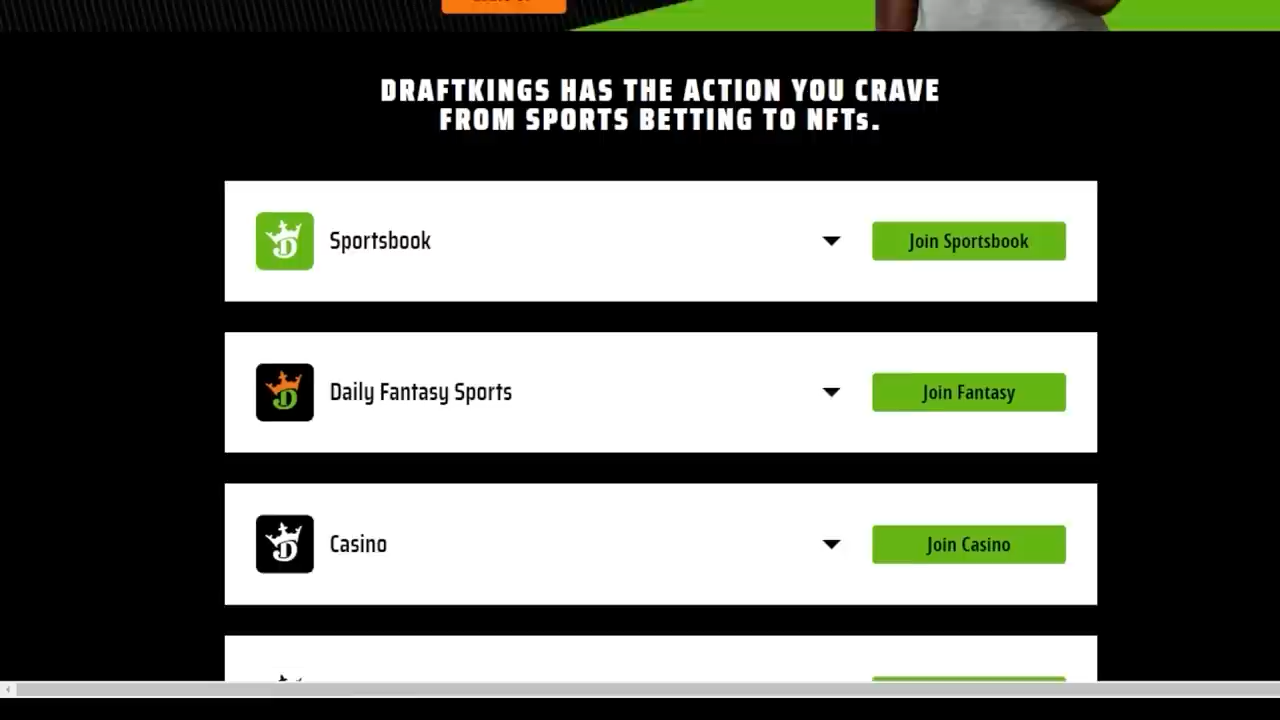 DRAFTKINGS HAS THE ACTION YOU CRAVE
FROM SPORTS BETTING TO NFTs.
Sportsbook
Join Sportsbook
Daily Fantasy Sports
Join Fantasy
Casino
Join Casino